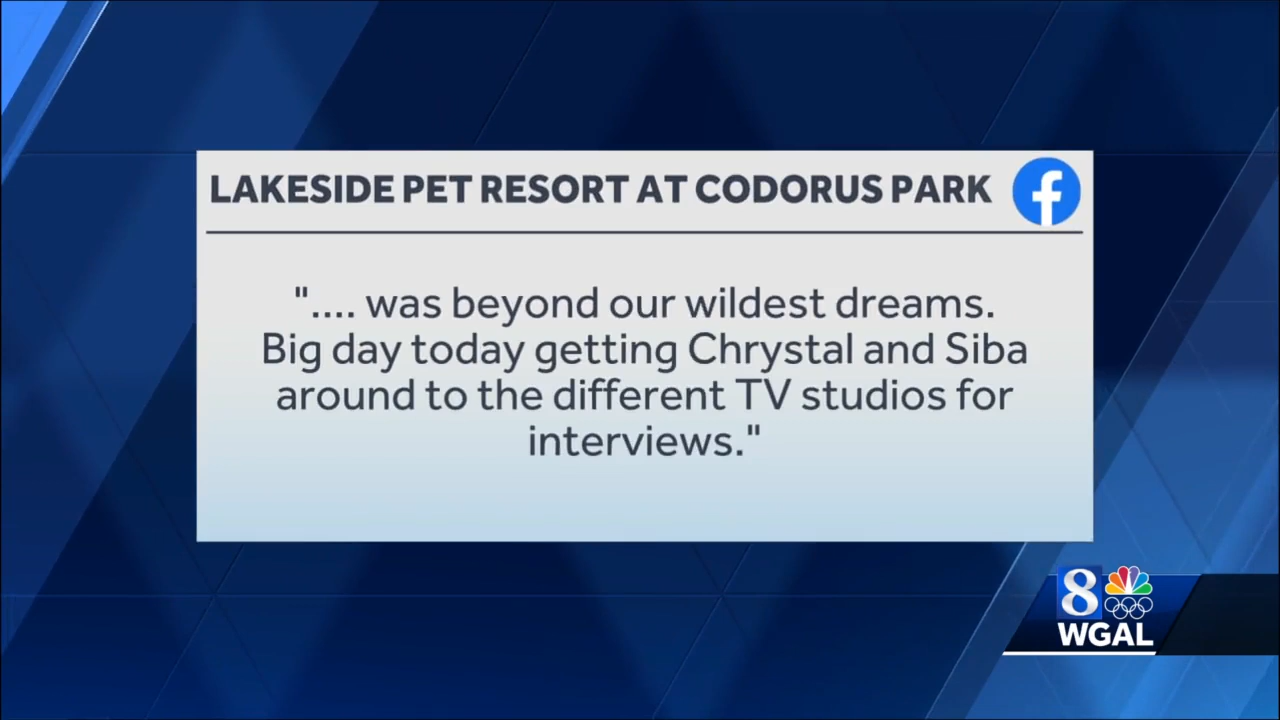 LAKESIDE PET RESORT AT CODORUS PARK
f
".... was beyond our wildest dreams.
Big day today getting Chrystal and Siba
around to the different TV studios for
interviews."
8
WGAL